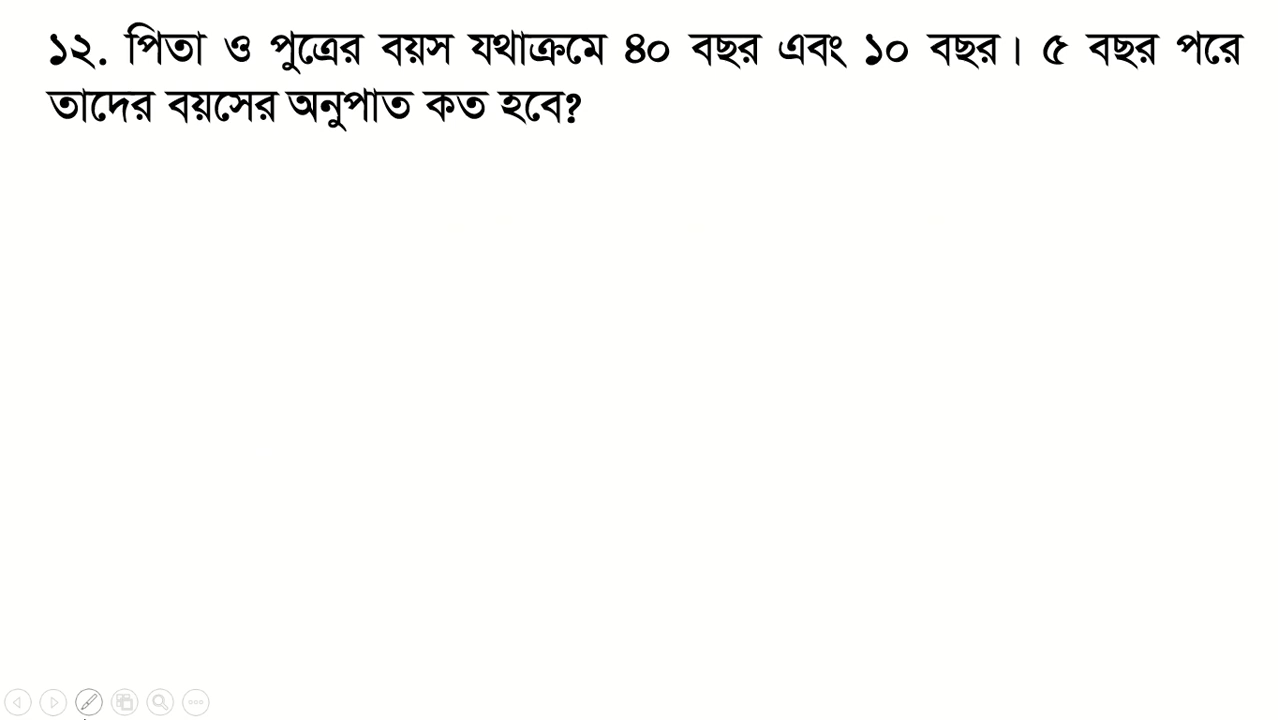 ১২. পিতা ও পুত্রের বয়স যথাক্রমে ৪০ বছর এবং ১০ বছর। ৫ বছর পরে
তাদের বয়সের অনুপাত কত হবে?